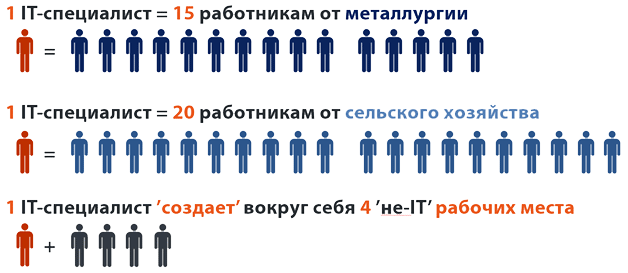 1 IT-специалист = 15 работникам от металлургии
=
1 IT-специалист = 20 работникам от сельского хозяйства
=
1 IT-специалист 'создает' вокруг себя 4 'не-IT' рабочих места
+